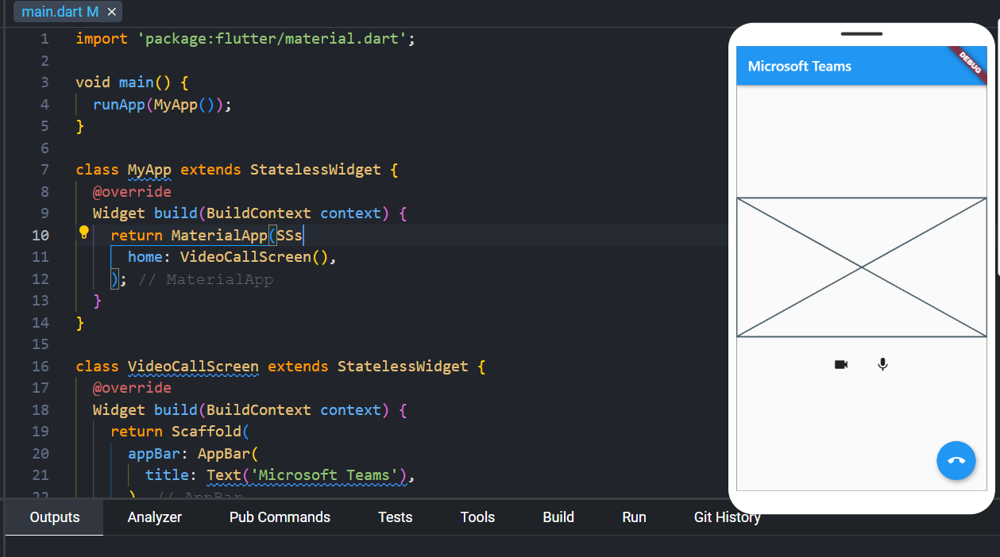 main.dart M ×
1 import 'package:flutter/material.dart';
2
3 void main() {
4 runApp(MyApp());
5 }
6
7 class MyApp extends StatelessWidget {
8 @override
9 Widget build(BuildContext context) {
10 return MaterialApp(SSs
11 home: VideoCallScreen(),
12 ); // MaterialApp
13 }
14 }
15
16 class VideoCallScreen extends StatelessWidget {
17 @override
18 Widget build(BuildContext context) {
19 return Scaffold(
20 appBar: AppBar(
21 title: Text('Microsoft Teams'),
22 ) // AppBar
Microsoft Teams
DEBUG
Outputs Analyzer Pub Commands Tests Tools Build Run Git History